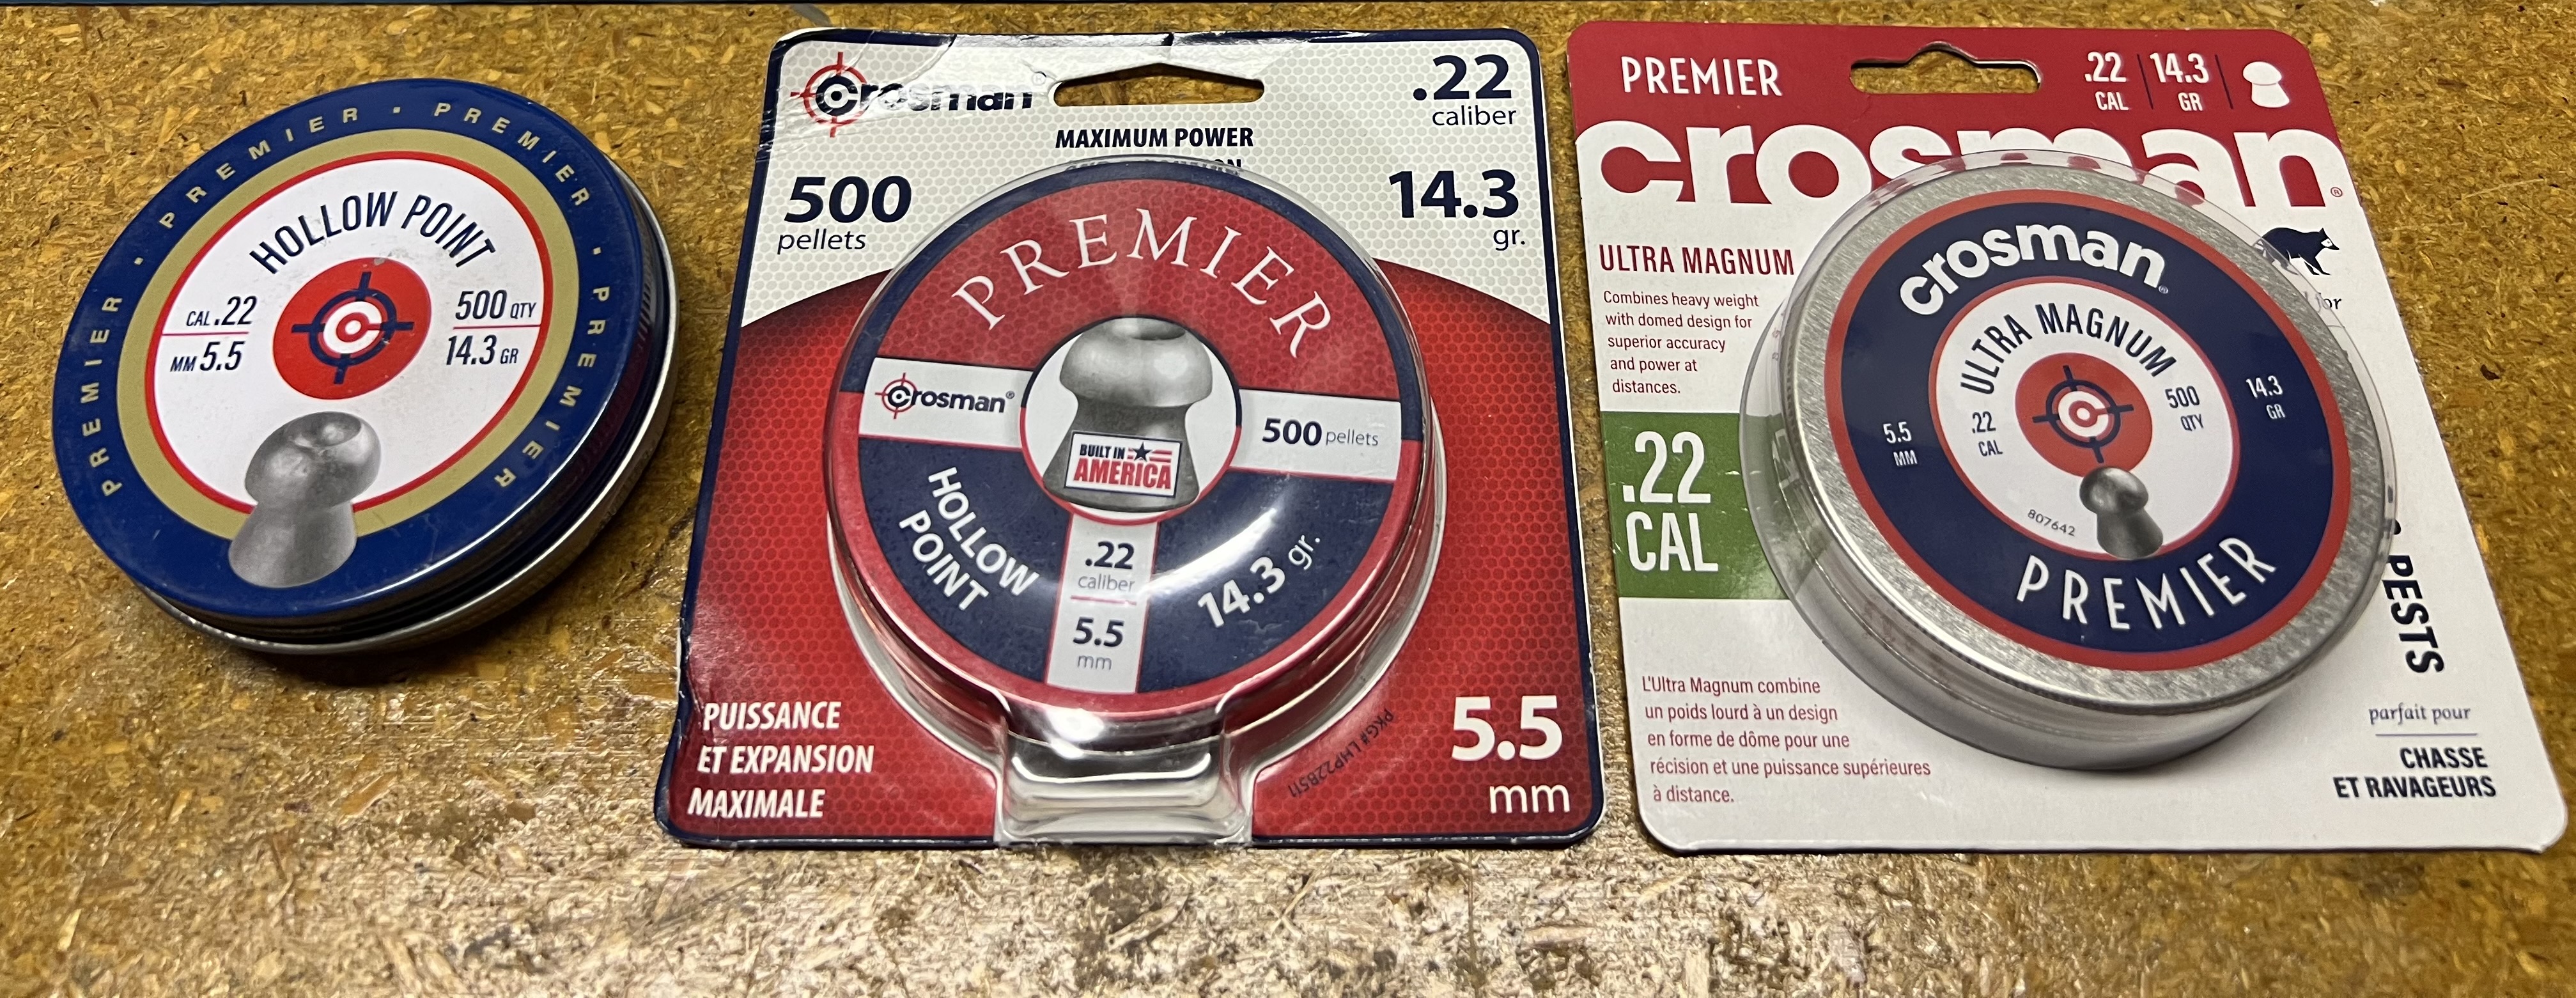 PREMIER · PREMIER · PREMIER · PREMIER
HOLLOW POINT
CAL .22
MM 5.5
500 QTY
14.3 GR
crosman®
.22
caliber
MAXIMUM POWER
500
pellets
14.3
gr.
PREMIER
crosman®
500 pellets
BUILT IN
AMERICA
HOLLOW
POINT
.22
caliber
5.5
mm
14.3 gr.
PUISSANCE
ET EXPANSION
MAXIMALE
PKG# LHP22BS11
5.5
mm
PREMIER
.22
CAL
14.3
GR
crosman®
ULTRA MAGNUM
Combines heavy weight
with domed design for
superior accuracy
and power at
distances.
.22
CAL
crosman®
ULTRA MAGNUM
5.5
MM
.22
CAL
500
QTY
14.3
GR
807642
PREMIER
for
PESTS
L'Ultra Magnum combine
un poids lourd à un design
en forme de dôme pour une
récision et une puissance supérieures
à distance.
parfait pour
CHASSE
ET RAVAGEURS